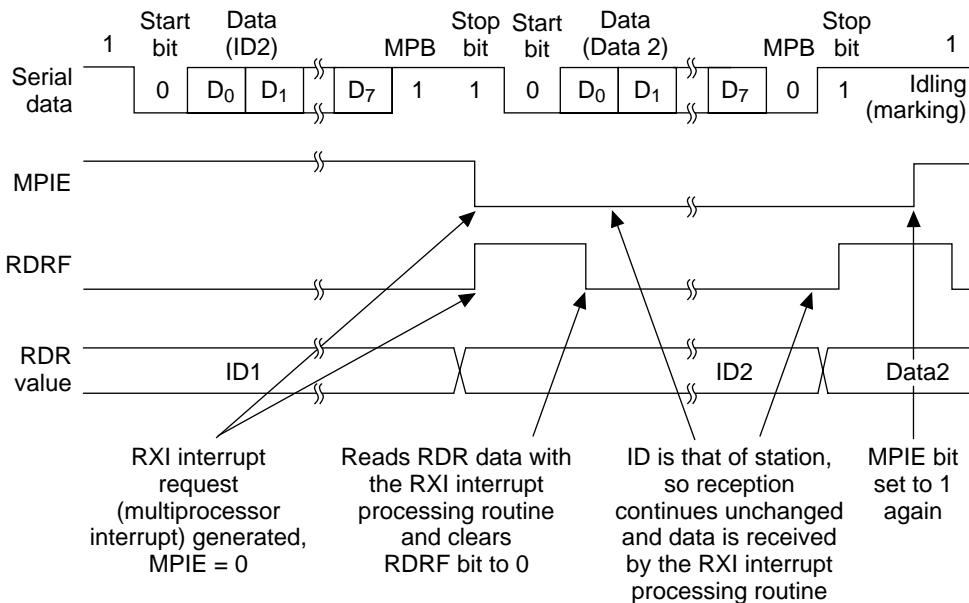 1 Start bit Data (ID2) MPB Stop bit Start bit Data (Data 2) MPB Stop bit 1
Serial data 0 D0 D1 D7 1 1 0 D0 D1 D7 0 1 Idling (marking)
MPIE
RDRF
RDR value ID1 ID2 Data2
RXI interrupt
request
(multiprocessor
interrupt) generated,
MPIE = 0
Reads RDR data with
the RXI interrupt
processing routine
and clears
RDRF bit to 0
ID is that of station,
so reception
continues unchanged
and data is received
by the RXI interrupt
processing routine
MPIE bit
set to 1
again